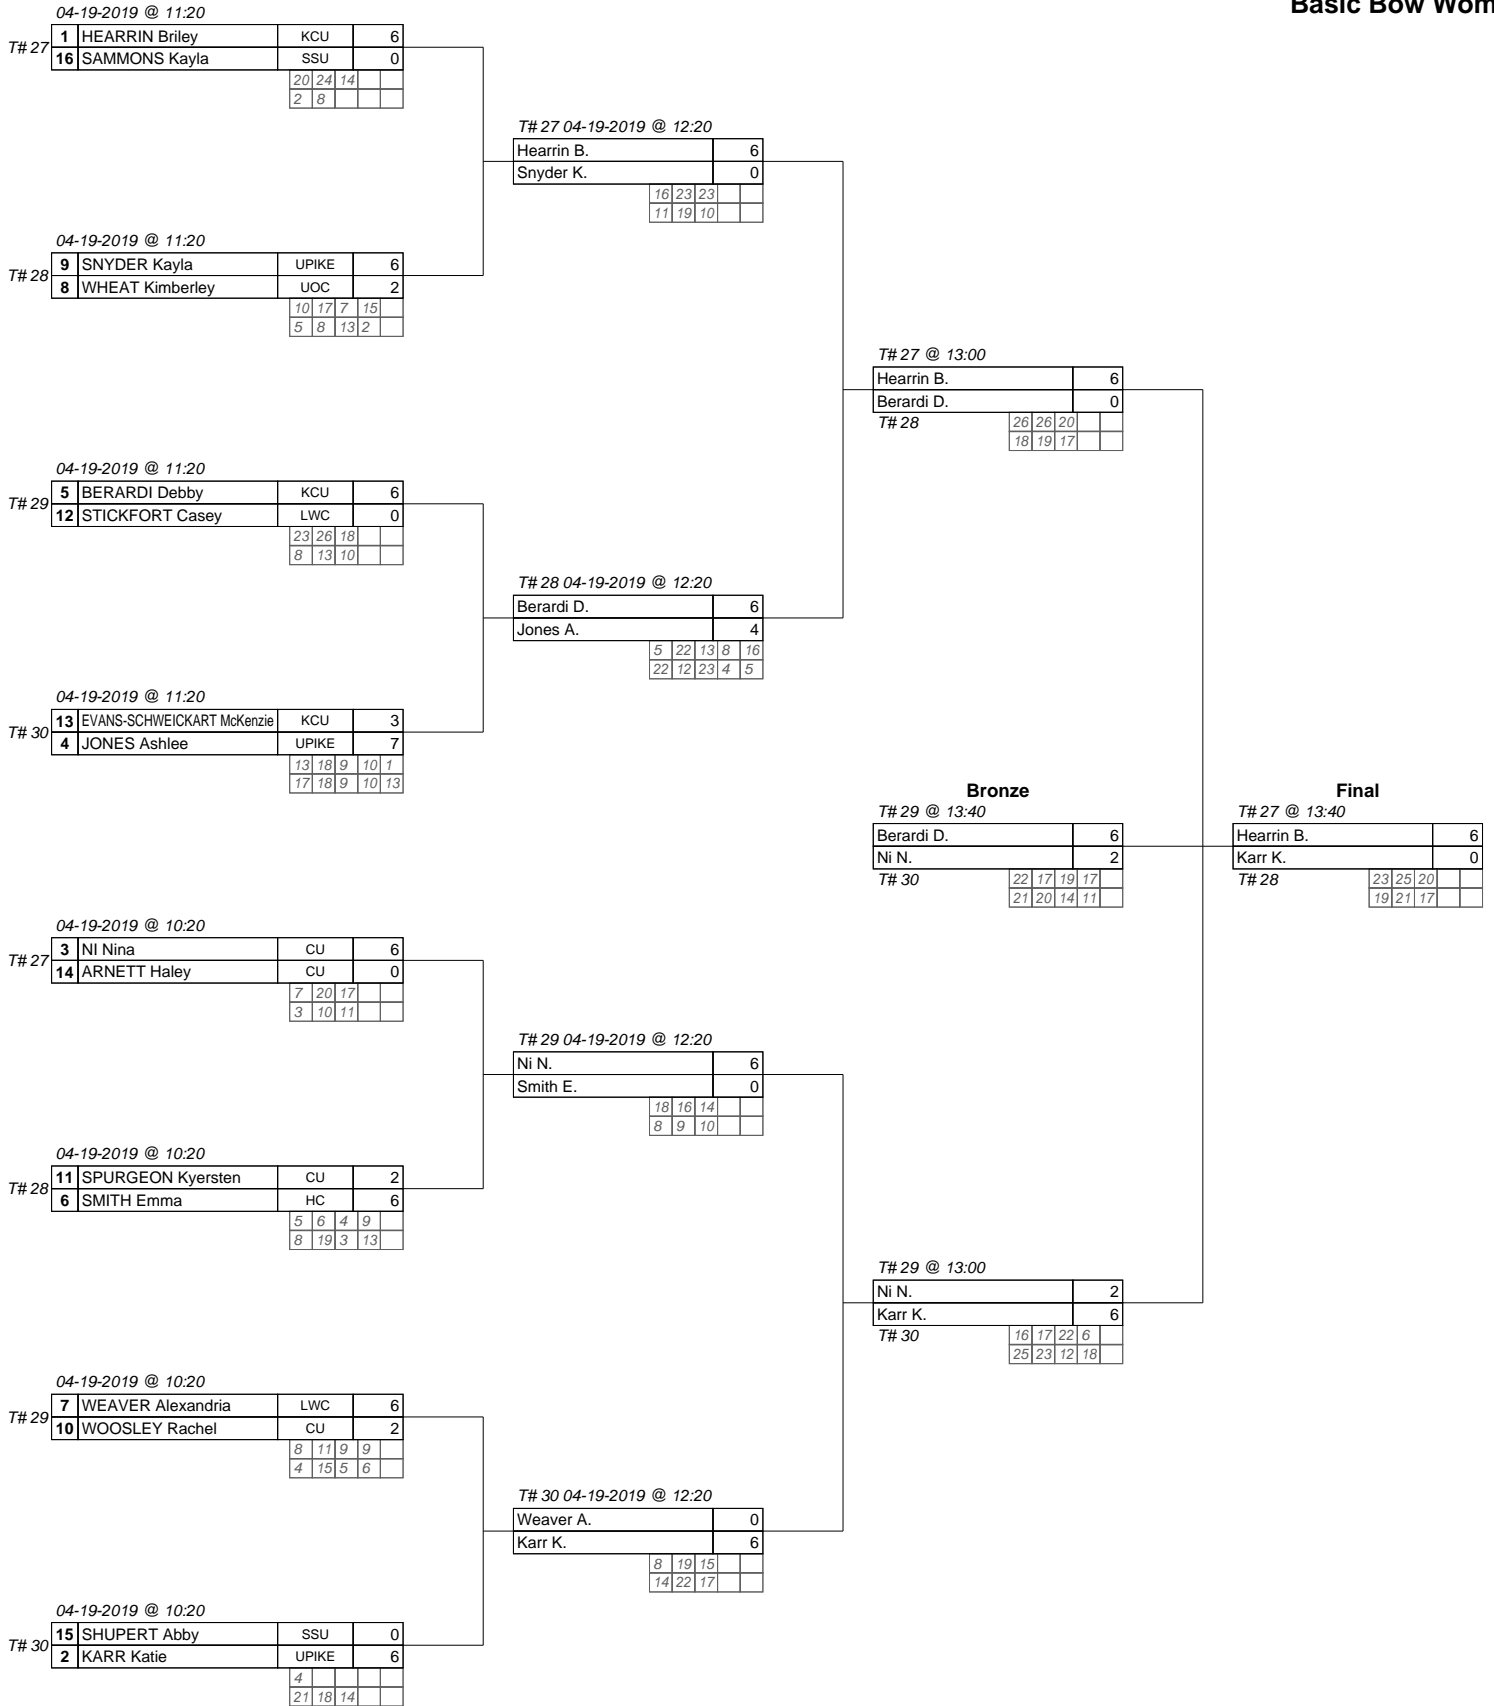 Basic Bow Wom
04-19-2019 @ 11:20
T# 27
1 HEARRIN Briley KCU 6
16 SAMMONS Kayla SSU 0
20 24 14
2 8
T# 27 04-19-2019 @ 12:20
Hearrin B. 6
Snyder K. 0
16 23 23
11 19 10
04-19-2019 @ 11:20
T# 28
9 SNYDER Kayla UPIKE 6
8 WHEAT Kimberley UOC 2
10 17 7 15
5 8 13 2
T# 27 @ 13:00
Hearrin B. 6
Berardi D. 0
T# 28
26 26 20
18 19 17
04-19-2019 @ 11:20
T# 29
5 BERARDI Debby KCU 6
12 STICKFORT Casey LWC 0
23 26 18
8 13 10
T# 28 04-19-2019 @ 12:20
Berardi D. 6
Jones A. 4
5 22 13 8 16
22 12 23 4 5
04-19-2019 @ 11:20
T# 30
13 EVANS-SCHWEICKART McKenzie KCU 3
4 JONES Ashlee UPIKE 7
13 18 9 10 1
17 18 9 10 13
Bronze
T# 29 @ 13:40
Berardi D. 6
Ni N. 2
T# 30
22 17 19 17
21 20 14 11
Final
T# 27 @ 13:40
Hearrin B. 6
Karr K. 0
T# 28
23 25 20
19 21 17
04-19-2019 @ 10:20
T# 27
3 NI Nina CU 6
14 ARNETT Haley CU 0
7 20 17
3 10 11
T# 29 04-19-2019 @ 12:20
Ni N. 6
Smith E. 0
18 16 14
8 9 10
04-19-2019 @ 10:20
T# 28
11 SPURGEON Kyersten CU 2
6 SMITH Emma HC 6
5 6 4 9
8 19 3 13
T# 29 @ 13:00
Ni N. 2
Karr K. 6
T# 30
16 17 22 6
25 23 12 18
04-19-2019 @ 10:20
T# 29
7 WEAVER Alexandria LWC 6
10 WOOSLEY Rachel CU 2
8 11 9 9
4 15 5 6
T# 30 04-19-2019 @ 12:20
Weaver A. 0
Karr K. 6
8 19 15
14 22 17
04-19-2019 @ 10:20
T# 30
15 SHUPERT Abby SSU 0
2 KARR Katie UPIKE 6
4
21 18 14